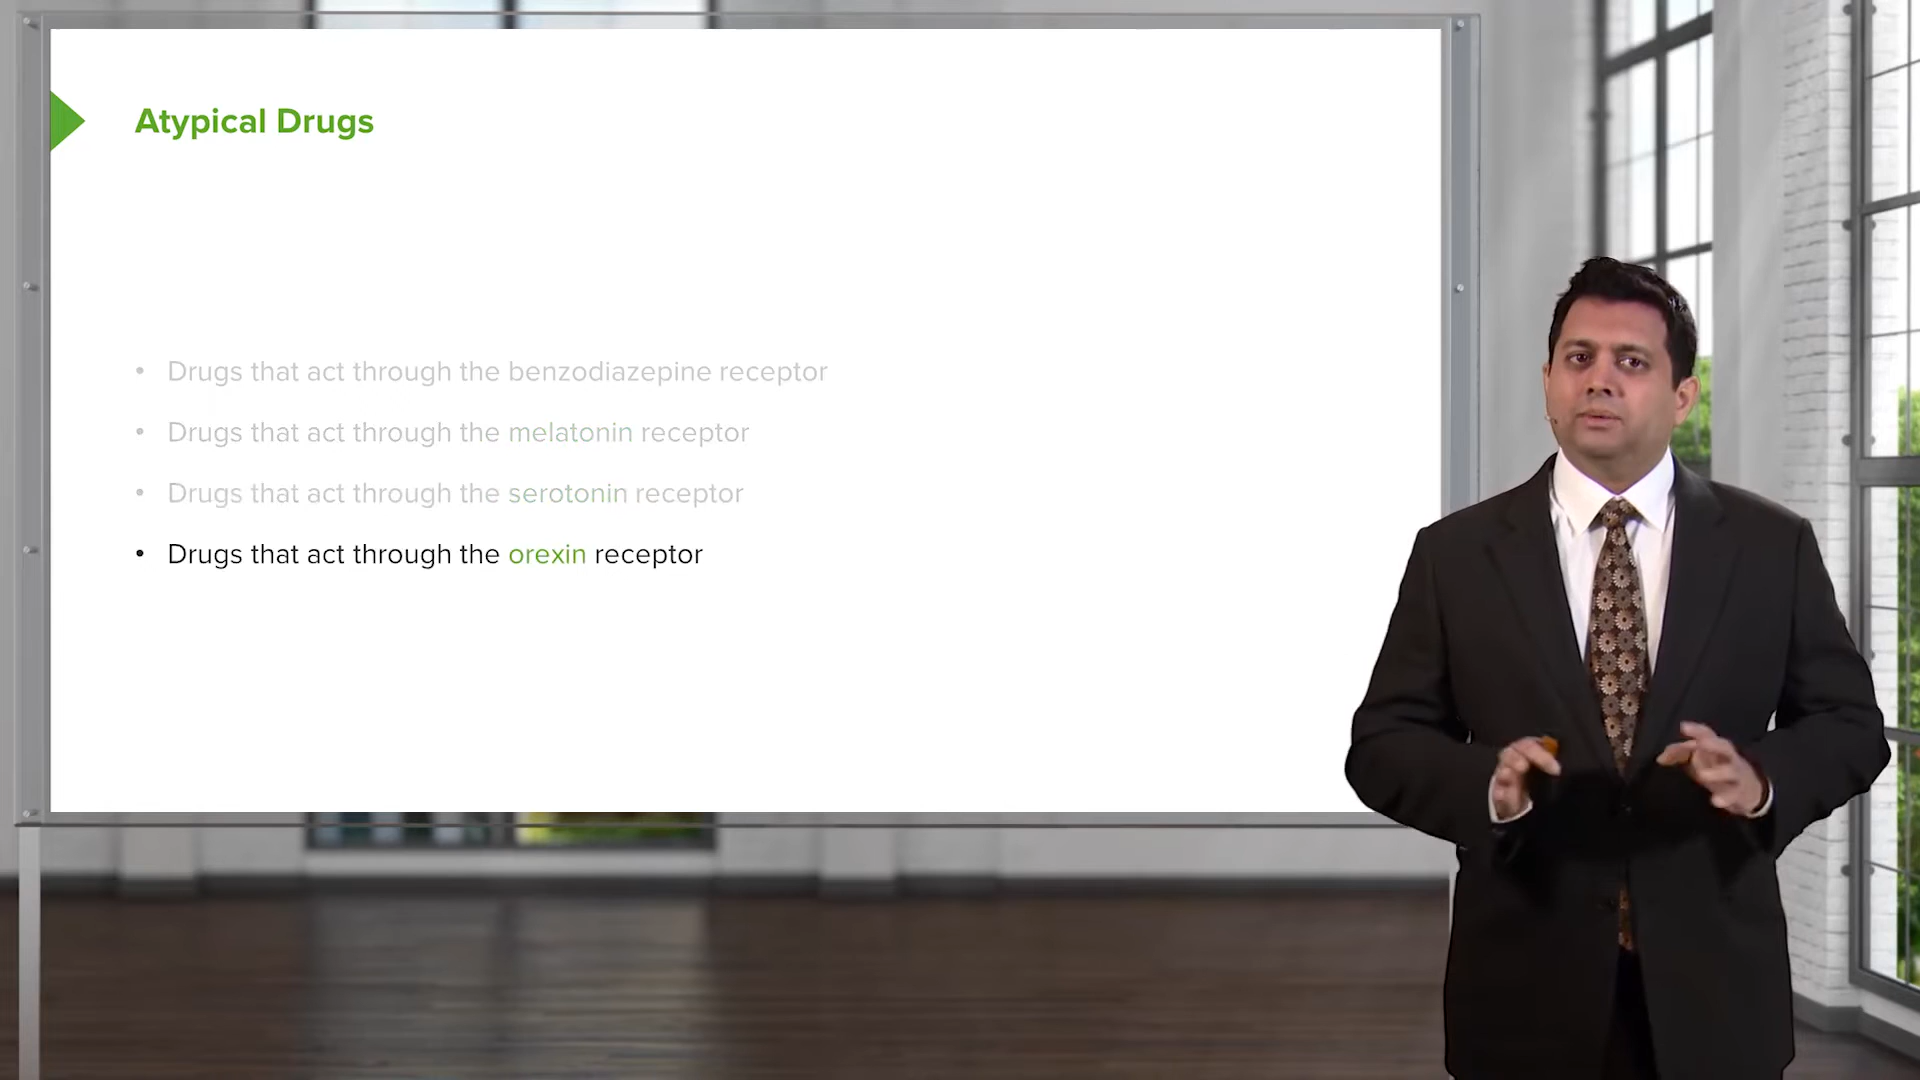 Atypical Drugs
• Drugs that act through the benzodiazepine receptor
• Drugs that act through the melatonin receptor
• Drugs that act through the serotonin receptor
• Drugs that act through the orexin receptor